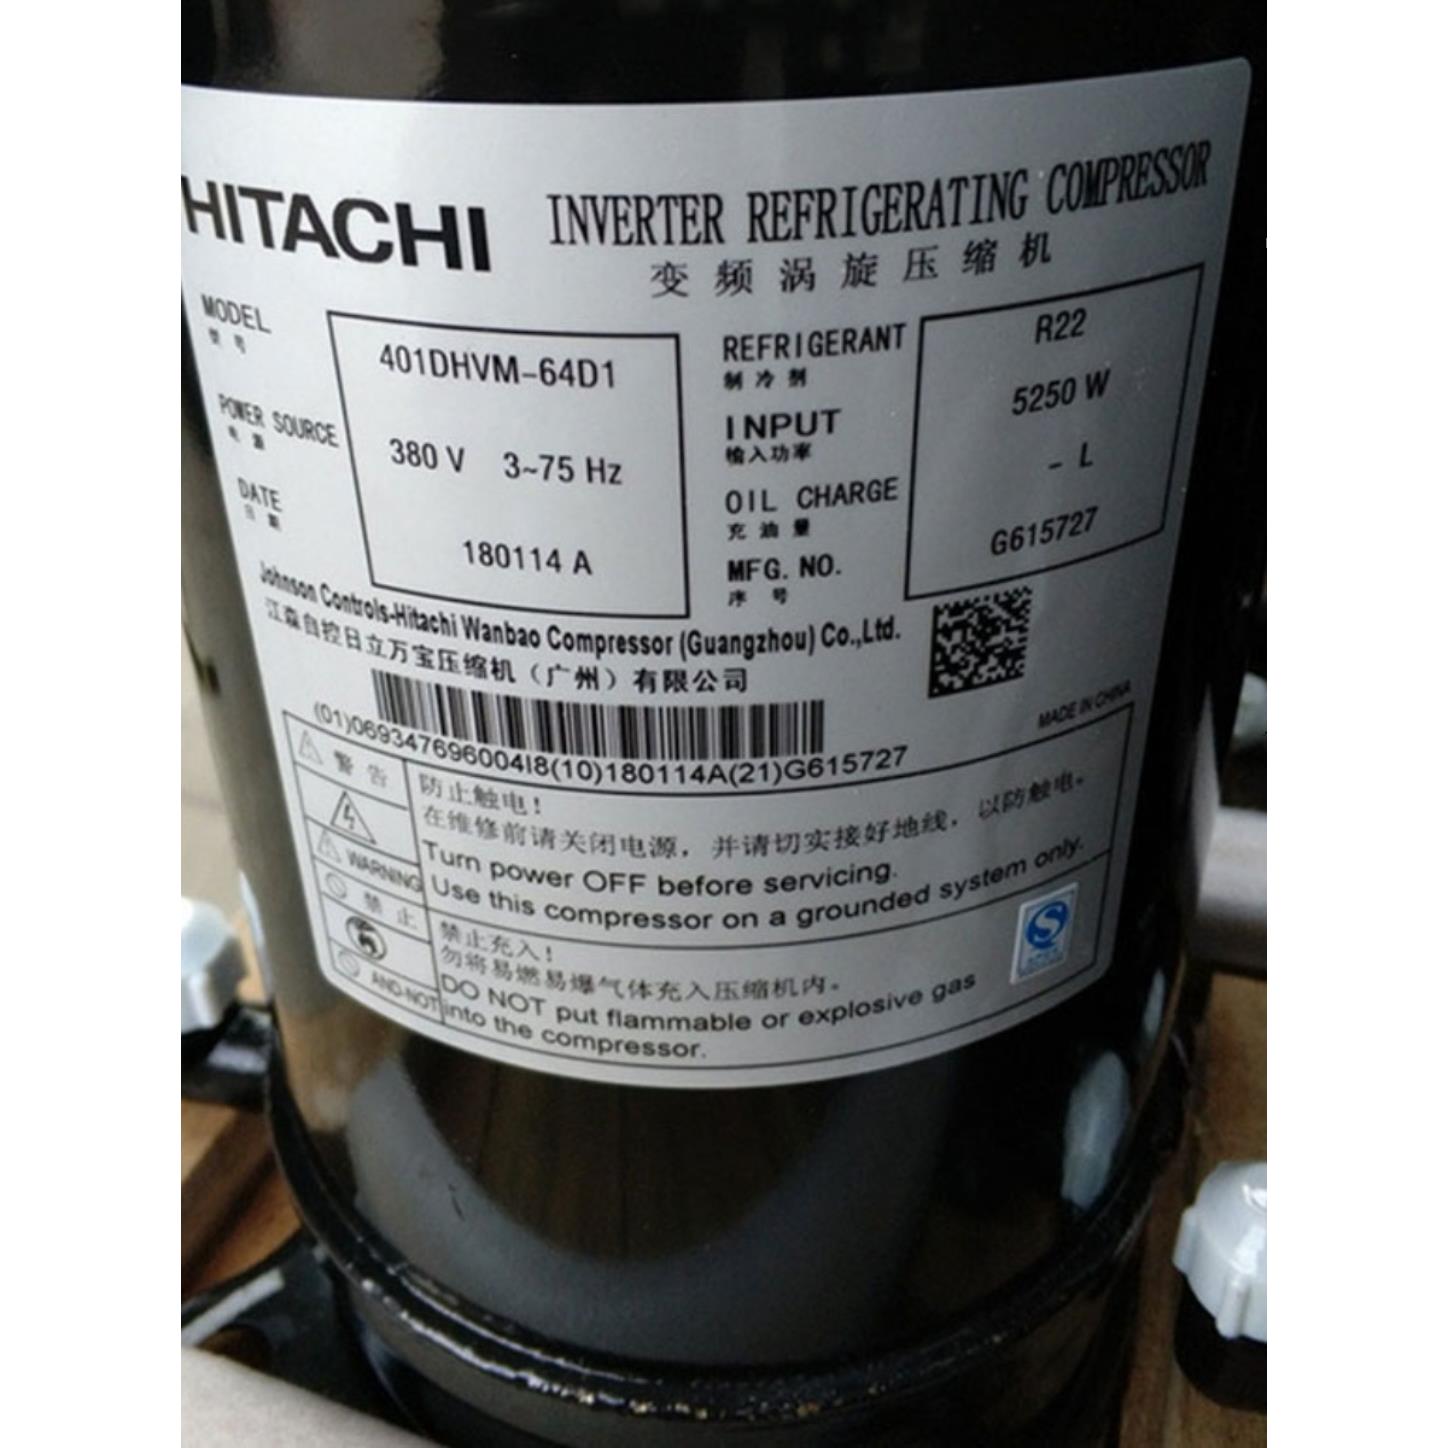 HITACHI INVERTER REFRIGERATING COMPRESSOR
变频涡旋压缩机
MODEL 401DHVM-64D1
型号
POWER SOURCE 380 V 3~75 Hz
电源
DATE 180114 A
日期
REFRIGERANT R22
制冷剂
INPUT 5250 W
输入功率
OIL CHARGE - L
充油量
MFG. NO. G615727
序号
Johnson Controls-Hitachi Wanbao Compressor (Guangzhou) Co.,Ltd.
江森自控日立万宝压缩机（广州）有限公司
MADE IN CHINA
(01)06934769600418(10)180114A(21)G615727
警告
WARNING
防止触电！
在维修前请关闭电源，并请切实接好地线，以防触电。
Turn power OFF before servicing.
Use this compressor on a grounded system only.
禁止
AND-NOT
禁止充入！
勿将易燃易爆气体充入压缩机内。
DO NOT put flammable or explosive gas
into the compressor.